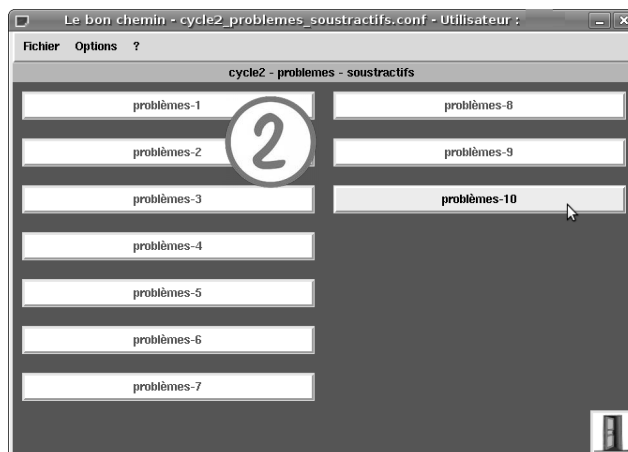 Le bon chemin - cycle2_problemes_soustractifs.conf - Utilisateur :
Fichier Options ?
cycle2 - problemes - soustractifs
problèmes-1
problèmes-2
problèmes-3
problèmes-4
problèmes-5
problèmes-6
problèmes-7
2
problèmes-8
problèmes-9
problèmes-10